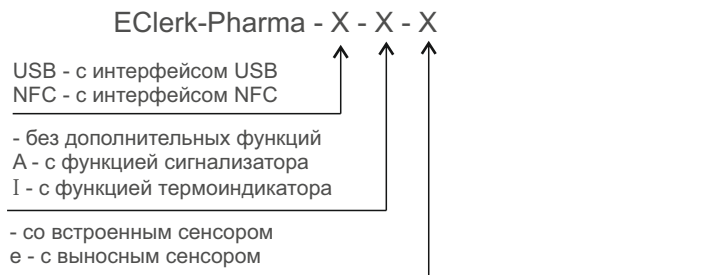 EClerk-Pharma - X - X - X
USB - с интерфейсом USB
NFC - с интерфейсом NFC
- без дополнительных функций
А - с функцией сигнализатора
I - с функцией термоиндикатора
- со встроенным сенсором
е - с выносным сенсором